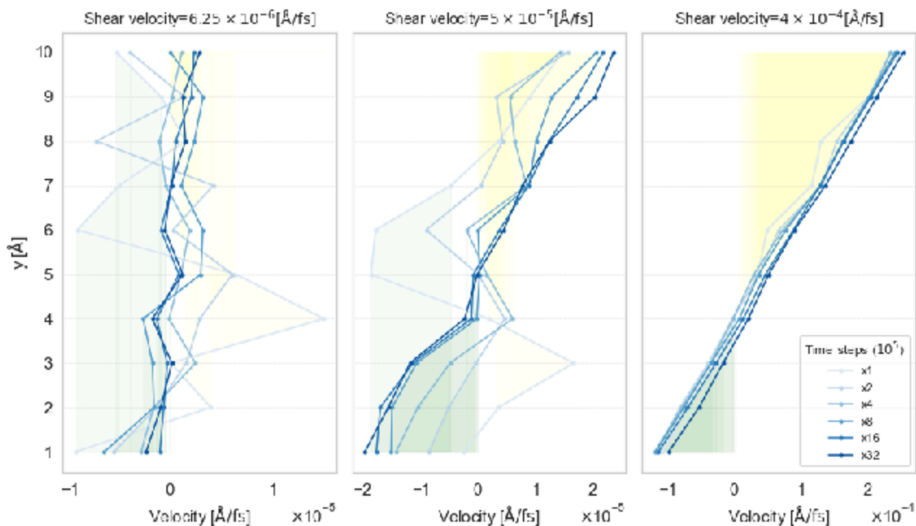 Shear velocity=6.25 × 10⁻⁶[Å/fs]
Shear velocity=5 × 10⁻⁵[Å/fs]
Shear velocity=4 × 10⁻⁴[Å/fs]
10
9
8
7
6
5
4
3
2
1
y [Å]
Time steps (10⁵)
x1
x2
x4
x8
x16
x32
−1 0 1
−2 −1 0 1 2
−1 0 1 2
Velocity [Å/fs] ×10⁻⁵
Velocity [Å/fs] ×10⁻⁵
Velocity [Å/fs] ×10⁻¹